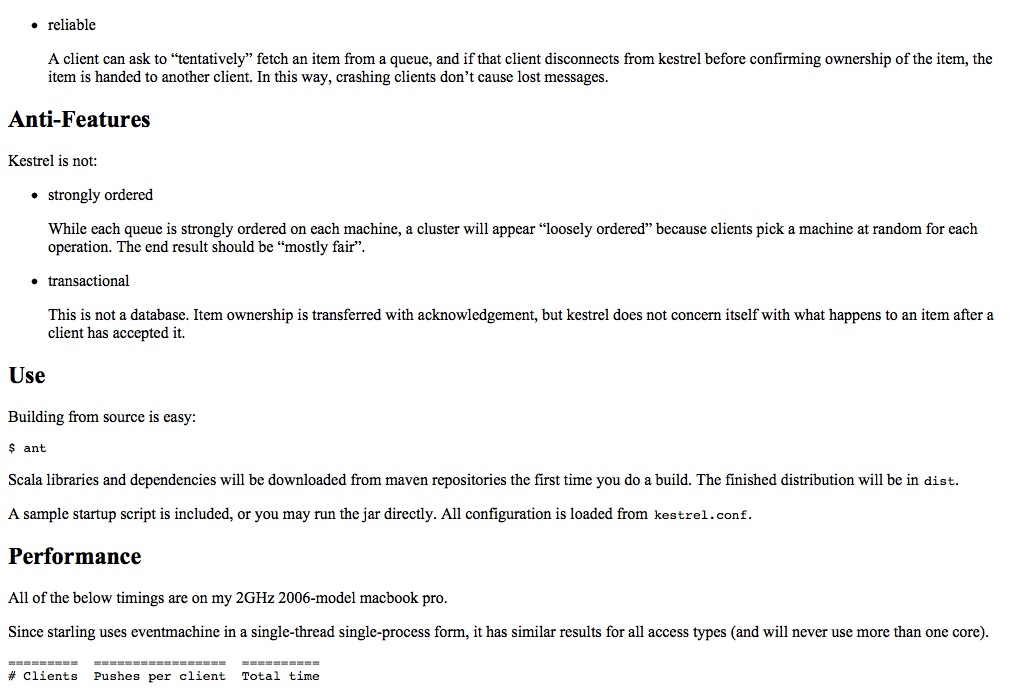 • reliable
A client can ask to “tentatively” fetch an item from a queue, and if that client disconnects from kestrel before confirming ownership of the item, the
item is handed to another client. In this way, crashing clients don’t cause lost messages.
Anti-Features
Kestrel is not:
• strongly ordered
While each queue is strongly ordered on each machine, a cluster will appear “loosely ordered” because clients pick a machine at random for each
operation. The end result should be “mostly fair”.
• transactional
This is not a database. Item ownership is transferred with acknowledgement, but kestrel does not concern itself with what happens to an item after a
client has accepted it.
Use
Building from source is easy:
$ ant
Scala libraries and dependencies will be downloaded from maven repositories the first time you do a build. The finished distribution will be in dist.
A sample startup script is included, or you may run the jar directly. All configuration is loaded from kestrel.conf.
Performance
All of the below timings are on my 2GHz 2006-model macbook pro.
Since starling uses eventmachine in a single-thread single-process form, it has similar results for all access types (and will never use more than one core).
========= ================= ==========
# Clients Pushes per client Total time